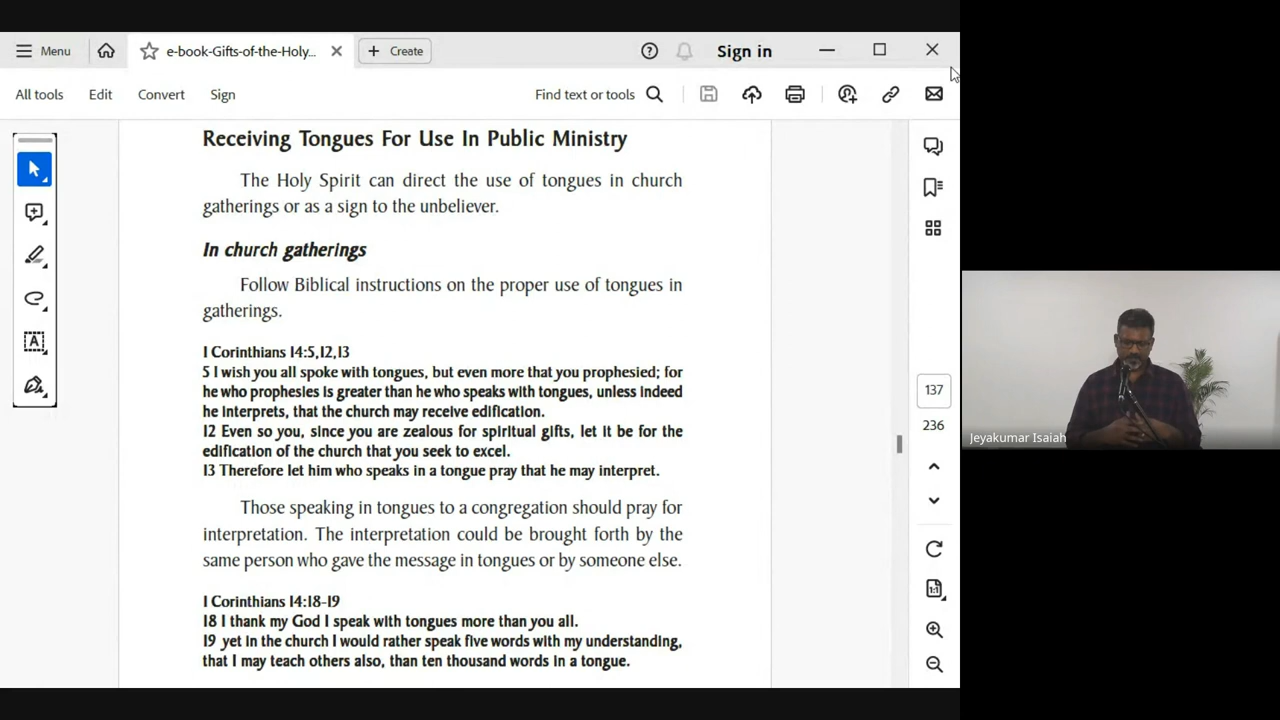 Menu
e-book-Gifts-of-the-Holy...
Create
Sign in
All tools
Edit
Convert
Sign
Find text or tools
Receiving Tongues For Use In Public Ministry
The Holy Spirit can direct the use of tongues in church
gatherings or as a sign to the unbeliever.
In church gatherings
Follow Biblical instructions on the proper use of tongues in
gatherings.
1 Corinthians 14:5,12,13
5 I wish you all spoke with tongues, but even more that you prophesied; for
he who prophesies is greater than he who speaks with tongues, unless indeed
he interprets, that the church may receive edification.
12 Even so you, since you are zealous for spiritual gifts, let it be for the
edification of the church that you seek to excel.
13 Therefore let him who speaks in a tongue pray that he may interpret.
Those speaking in tongues to a congregation should pray for
interpretation. The interpretation could be brought forth by the
same person who gave the message in tongues or by someone else.
1 Corinthians 14:18-19
18 I thank my God I speak with tongues more than you all.
19 yet in the church I would rather speak five words with my understanding,
that I may teach others also, than ten thousand words in a tongue.
137
236
1:1
Jeyakumar Isaiah